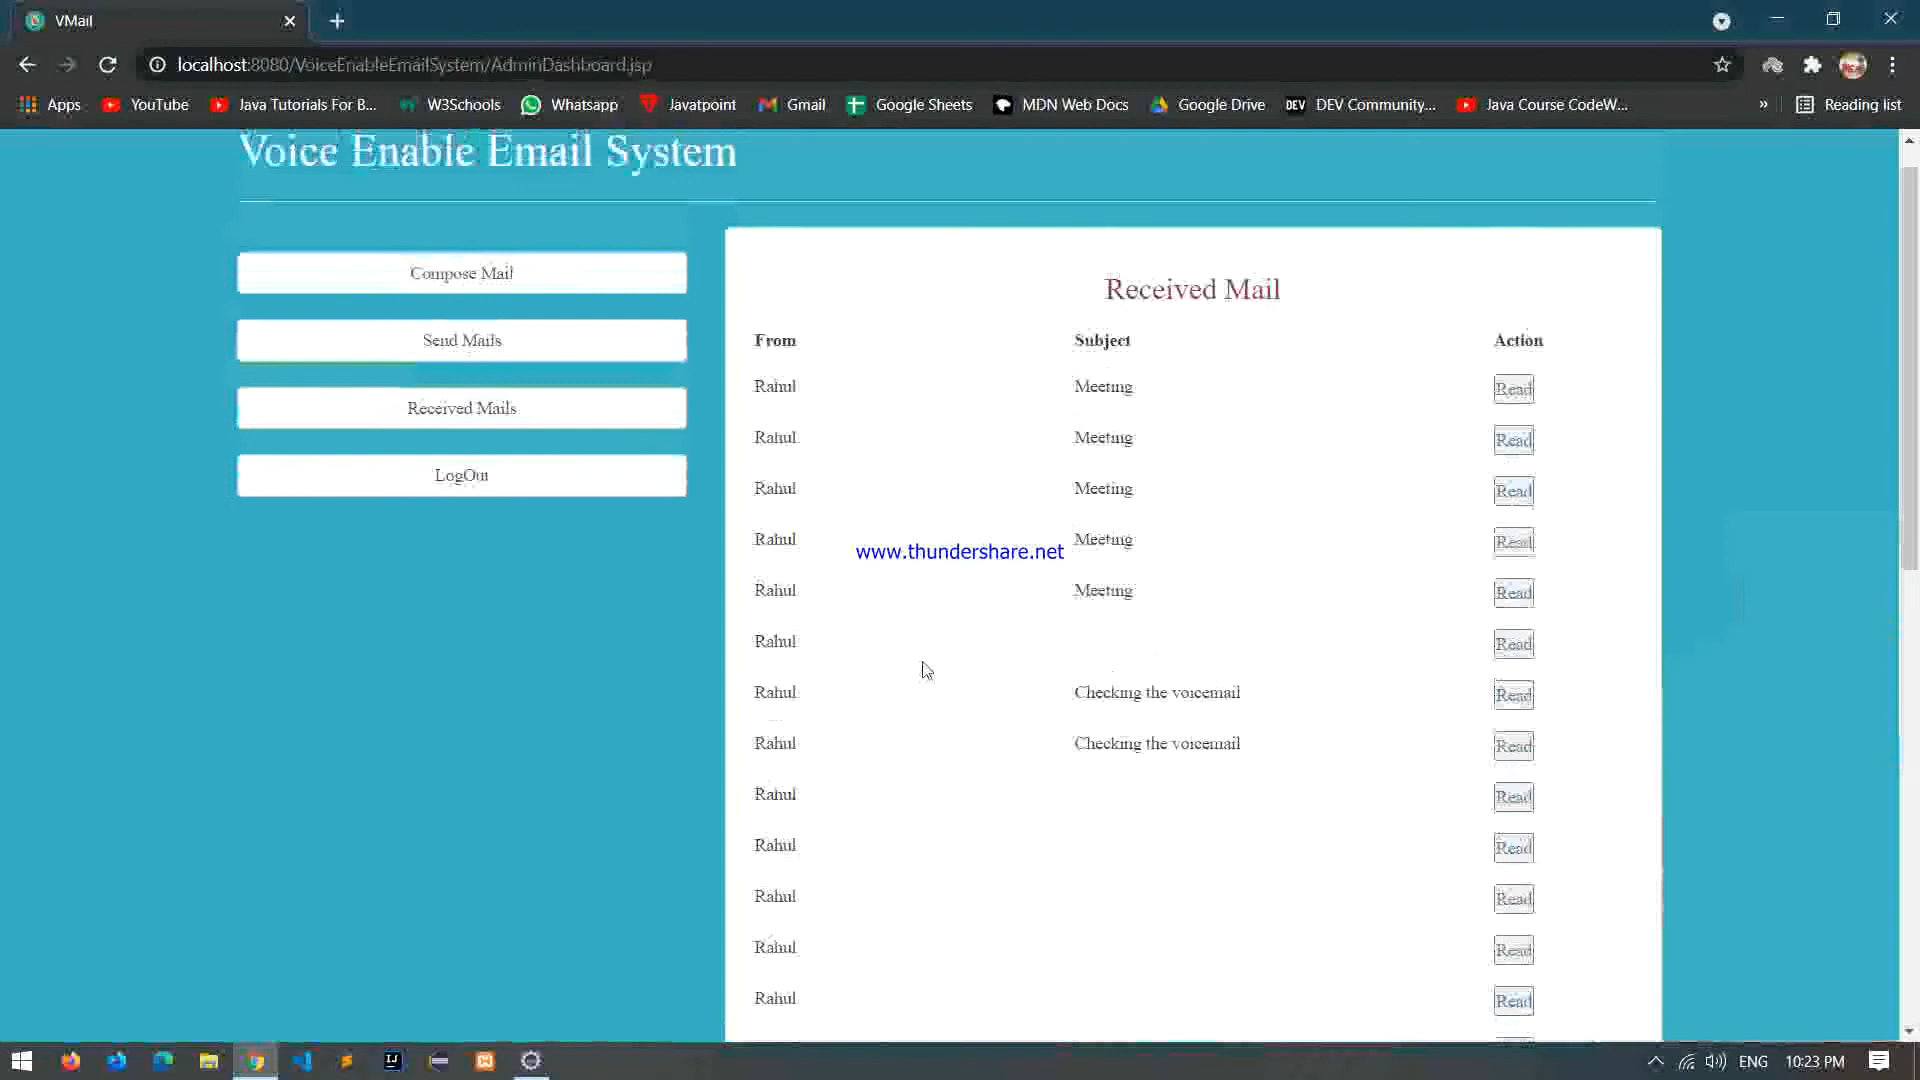 VMail
localhost:8080/VoiceEnableEmailSystem/AdminDashboard.jsp
Apps YouTube Java Tutorials For B... W3Schools Whatsapp Javatpoint Gmail Google Sheets MDN Web Docs DEV DEV Community... Java Course CodeW... » Reading list
Voice Enable Email System
Compose Mail
Send Mails
Received Mails
LogOut
Received Mail
From Subject Action
Rahul Meeting Read
Rahul Meeting Read
Rahul Meeting Read
Rahul Meeting Read
www.thundershare.net
Rahul Meeting Read
Rahul Read
Rahul Checking the voicemail Read
Rahul Checking the voicemail Read
Rahul Read
Rahul Read
Rahul Read
Rahul Read
Rahul Read
IJ
ENG 10:23 PM